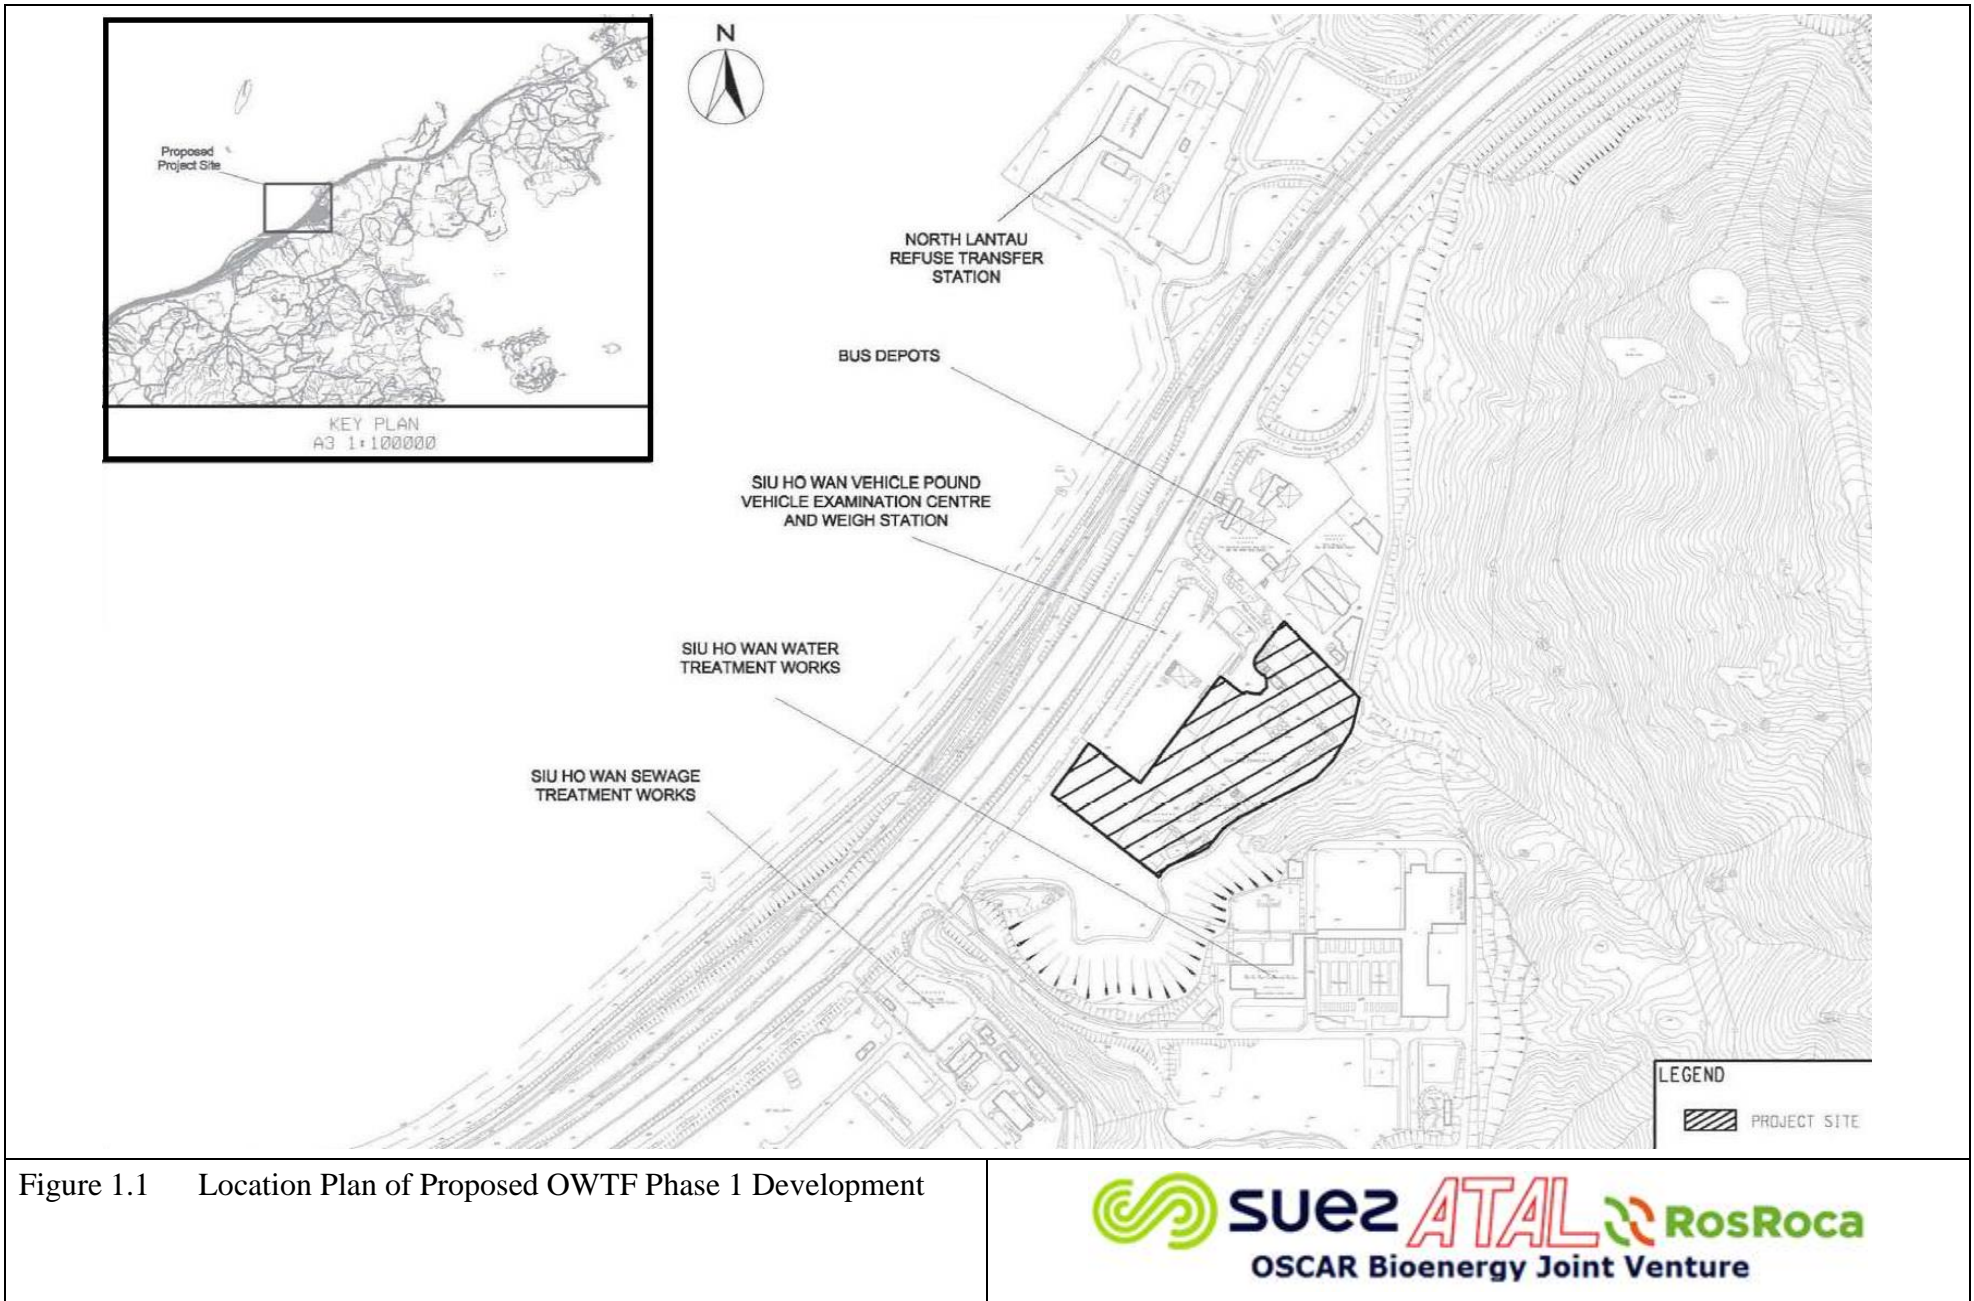 N
Proposed
Project Site
KEY PLAN
A3 1:100000
NORTH LANTAU
REFUSE TRANSFER
STATION
BUS DEPOTS
SIU HO WAN VEHICLE POUND
VEHICLE EXAMINATION CENTRE
AND WEIGH STATION
SIU HO WAN WATER
TREATMENT WORKS
SIU HO WAN SEWAGE
TREATMENT WORKS
LEGEND
PROJECT SITE
Figure 1.1 Location Plan of Proposed OWTF Phase 1 Development
suez ATAL RosRoca
OSCAR Bioenergy Joint Venture